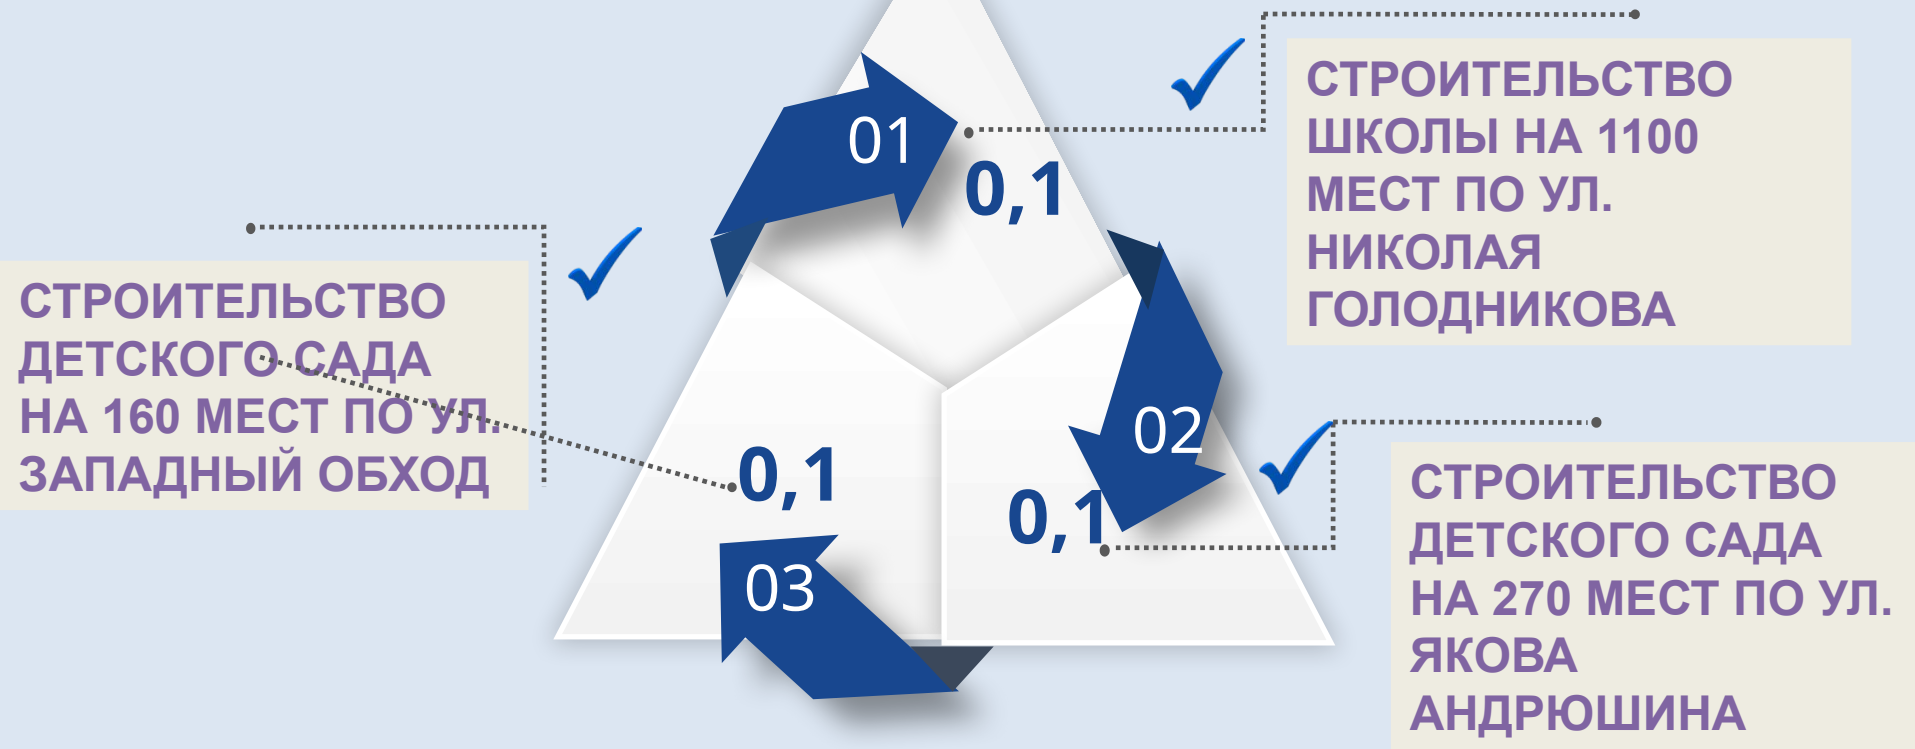 01
0,1
СТРОИТЕЛЬСТВО
ШКОЛЫ НА 1100
МЕСТ ПО УЛ.
НИКОЛАЯ
ГОЛОДНИКОВА
СТРОИТЕЛЬСТВО
ДЕТСКОГО САДА
НА 160 МЕСТ ПО УЛ.
ЗАПАДНЫЙ ОБХОД
0,1
03
02
0,1
СТРОИТЕЛЬСТВО
ДЕТСКОГО САДА
НА 270 МЕСТ ПО УЛ.
ЯКОВА
АНДРЮШИНА